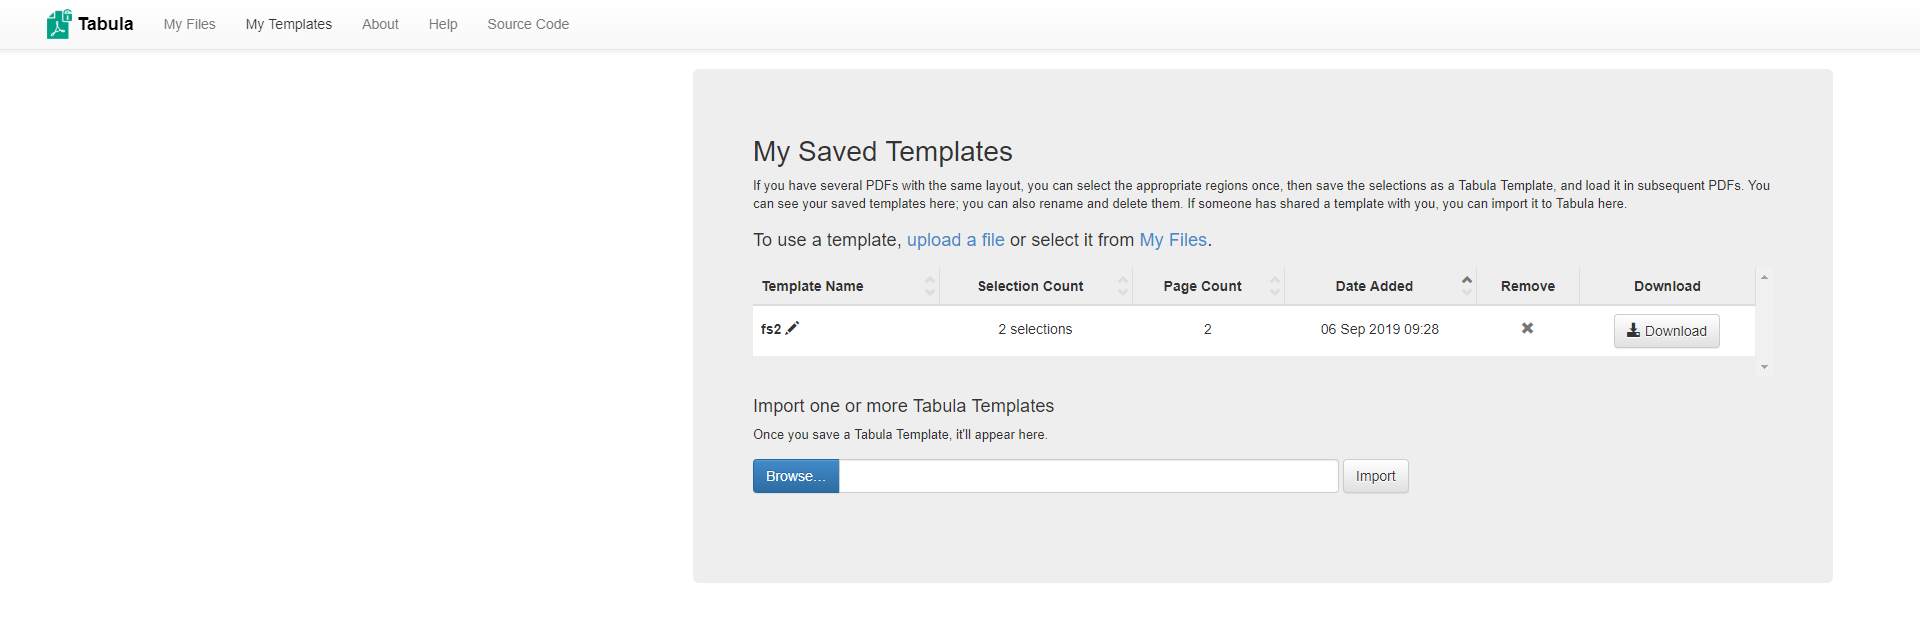 Tabula My Files My Templates About Help Source Code
My Saved Templates
If you have several PDFs with the same layout, you can select the appropriate regions once, then save the selections as a Tabula Template, and load it in subsequent PDFs. You
can see your saved templates here; you can also rename and delete them. If someone has shared a template with you, you can import it to Tabula here.
To use a template, upload a file or select it from My Files.
Template Name Selection Count Page Count Date Added Remove Download
fs2 2 selections 2 06 Sep 2019 09:28 Download
Import one or more Tabula Templates
Once you save a Tabula Template, it'll appear here.
Browse... Import